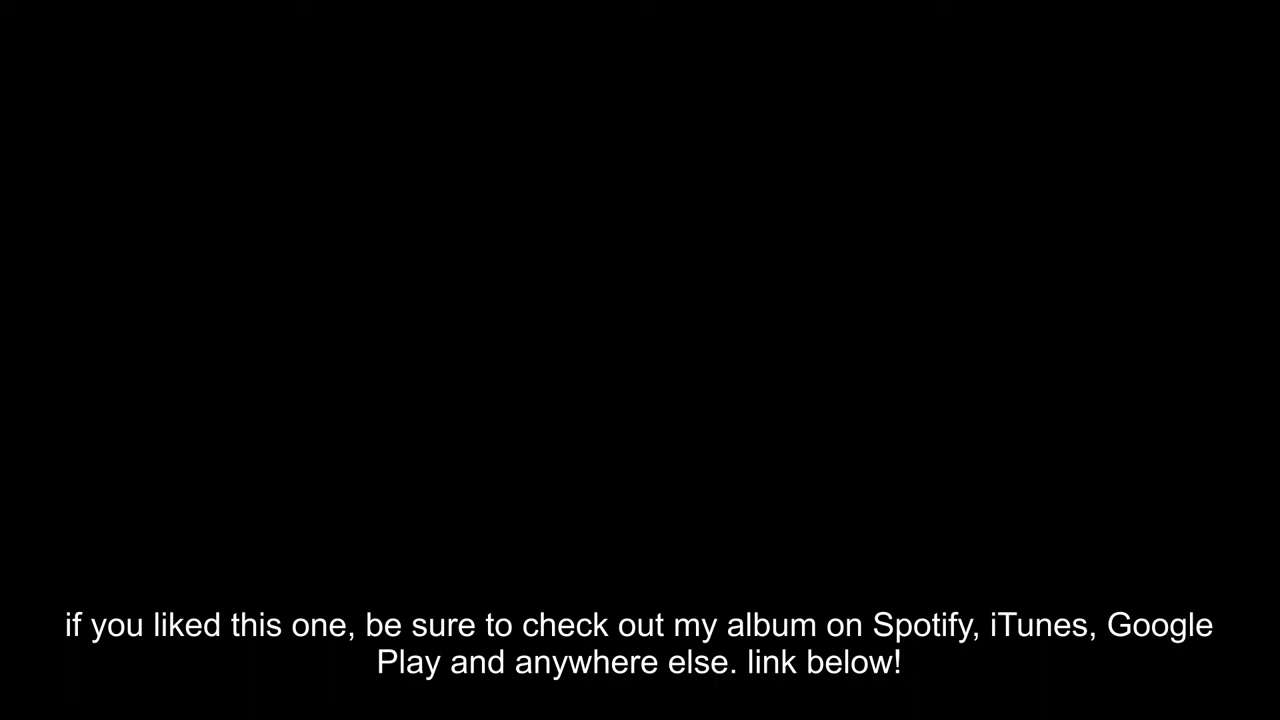 if you liked this one, be sure to check out my album on Spotify, iTunes, Google
Play and anywhere else. link below!